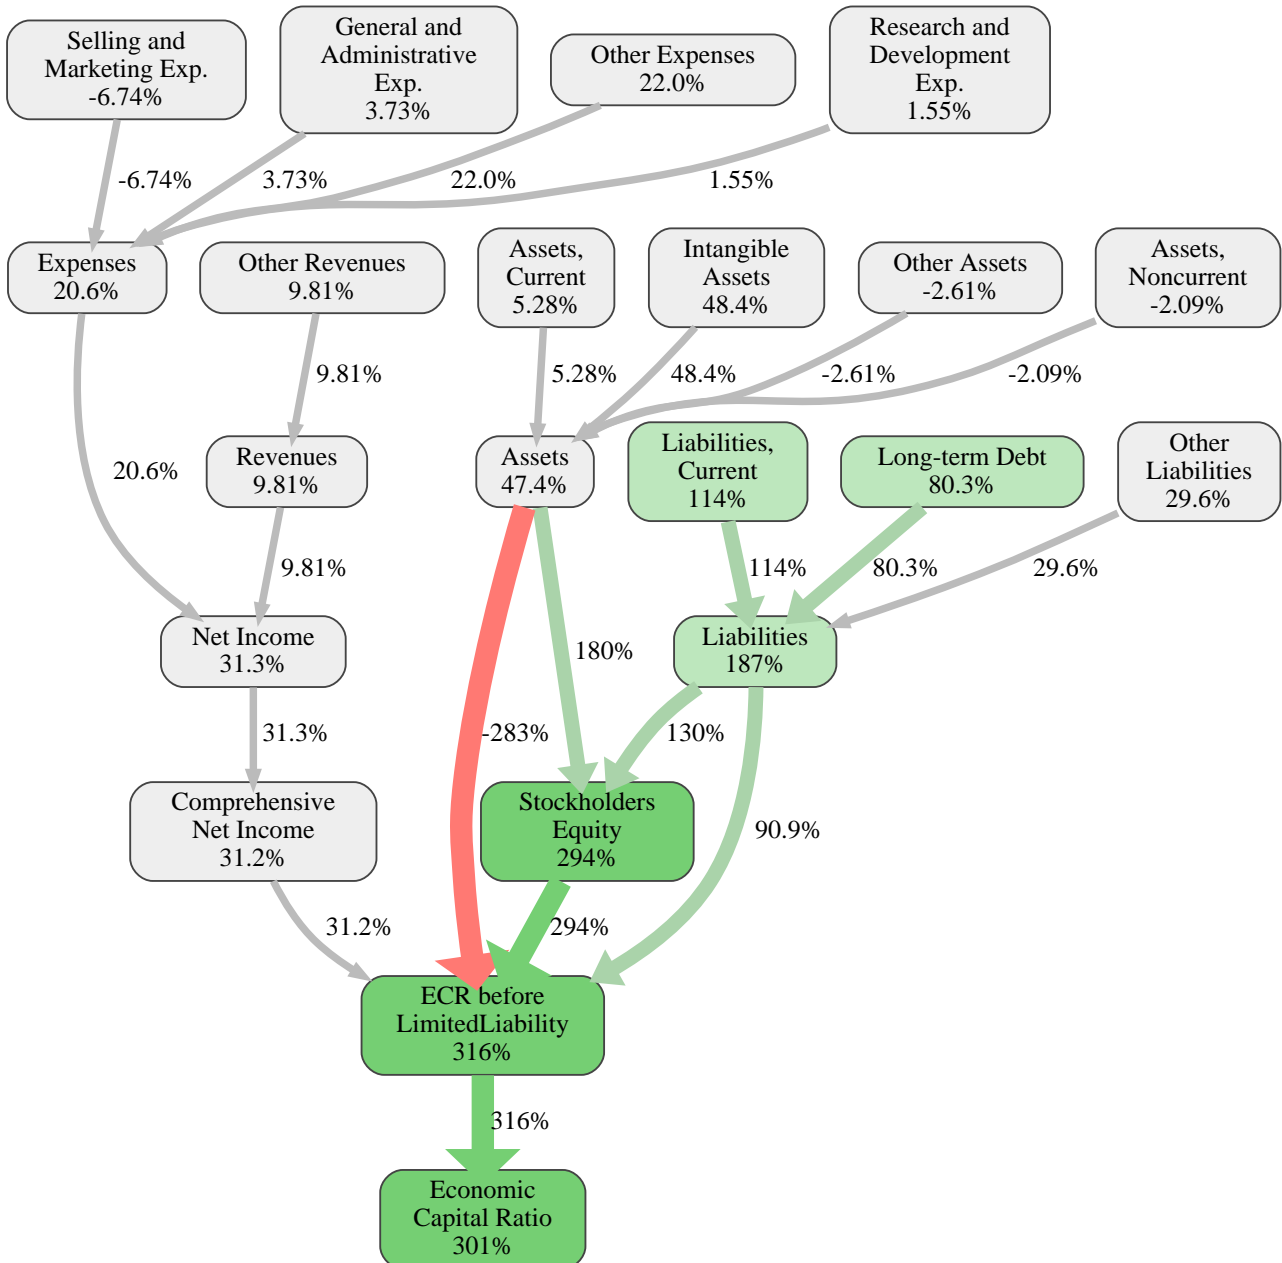 Selling and
Marketing Exp.
-6.74%
General and
Administrative
Exp.
3.73%
Other Expenses
22.0%
Research and
Development
Exp.
1.55%
-6.74%
3.73%
22.0%
1.55%
Expenses
20.6%
Other Revenues
9.81%
Assets,
Current
5.28%
Intangible
Assets
48.4%
Other Assets
-2.61%
Assets,
Noncurrent
-2.09%
9.81%
5.28%
48.4%
-2.61%
-2.09%
Revenues
9.81%
Assets
47.4%
Liabilities,
Current
114%
Long-term Debt
80.3%
Other
Liabilities
29.6%
20.6%
9.81%
114%
80.3%
29.6%
Net Income
31.3%
180%
Liabilities
187%
31.3%
-283%
130%
Comprehensive
Net Income
31.2%
Stockholders
Equity
294%
90.9%
31.2%
294%
ECR before
LimitedLiability
316%
316%
Economic
Capital Ratio
301%